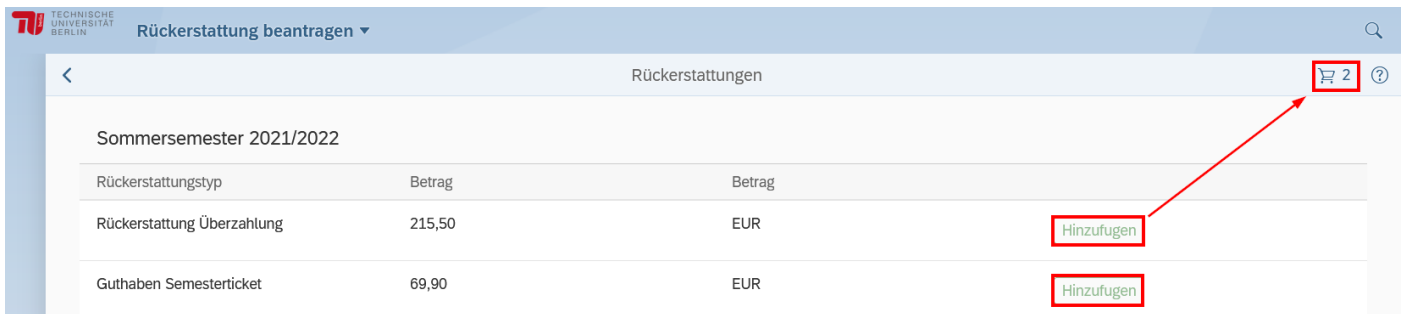 TECHNISCHE
UNIVERSITÄT
BERLIN
Rückerstattung beantragen
Rückerstattungen
2
Sommersemester 2021/2022
Rückerstattungstyp Betrag Betrag
Rückerstattung Überzahlung 215,50 EUR Hinzufugen
Guthaben Semesterticket 69,90 EUR Hinzufugen